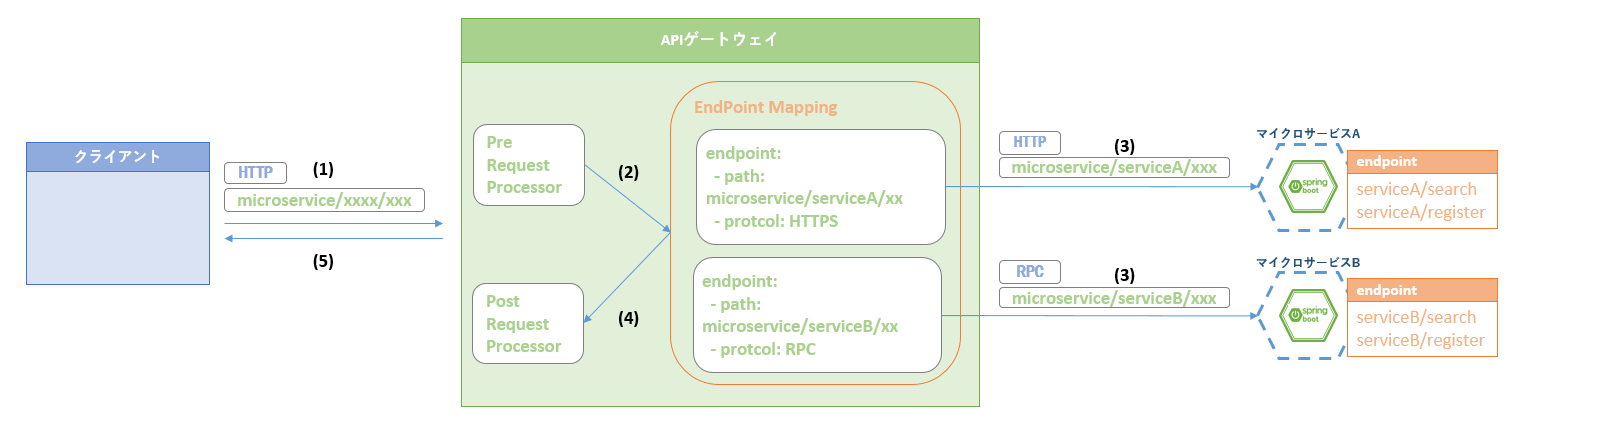 APIゲートウェイ
クライアント
HTTP
(1)
microservice/xxxx/xxx
(5)
Pre
Request
Processor
(2)
Post
Request
Processor
(4)
EndPoint Mapping
endpoint:
- path:
microservice/serviceA/xx
- protcol: HTTPS
endpoint:
- path:
microservice/serviceB/xx
- protcol: RPC
HTTP
(3)
microservice/serviceA/xxx
マイクロサービスA
spring
boot
endpoint
serviceA/search
serviceA/register
RPC
(3)
microservice/serviceB/xxx
マイクロサービスB
spring
boot
endpoint
serviceB/search
serviceB/register